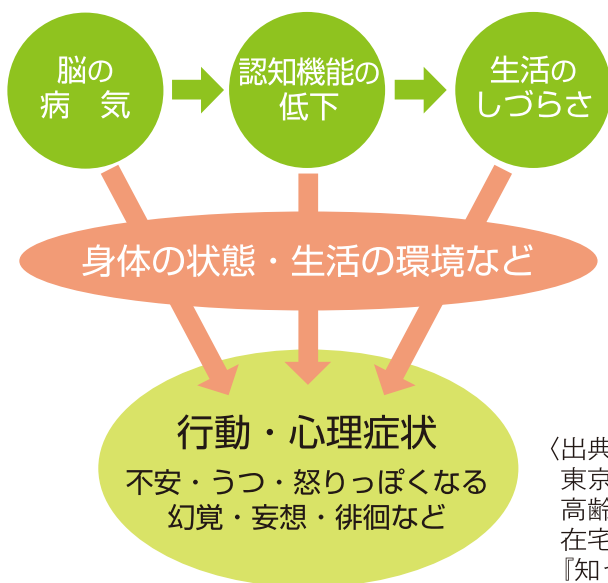 脳の
病　気
認知機能の
低下
生活の
しづらさ
身体の状態・生活の環境など
行動・心理症状
不安・うつ・怒りっぽくなる
幻覚・妄想・徘徊など
〈出典
東京
高齢
在宅
『知っ